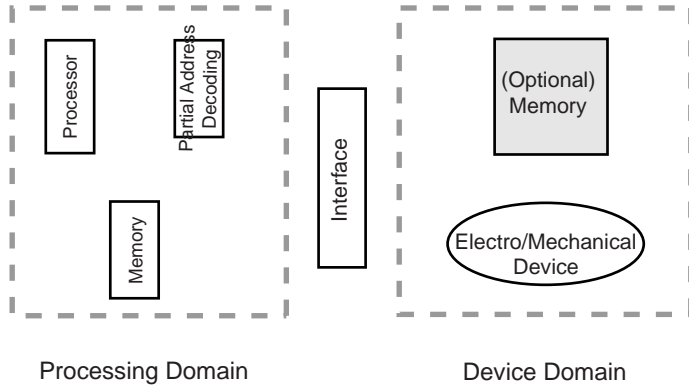 Processor
Partial Address
Decoding
Memory
Interface
(Optional)
Memory
Electro/Mechanical
Device
Processing Domain
Device Domain